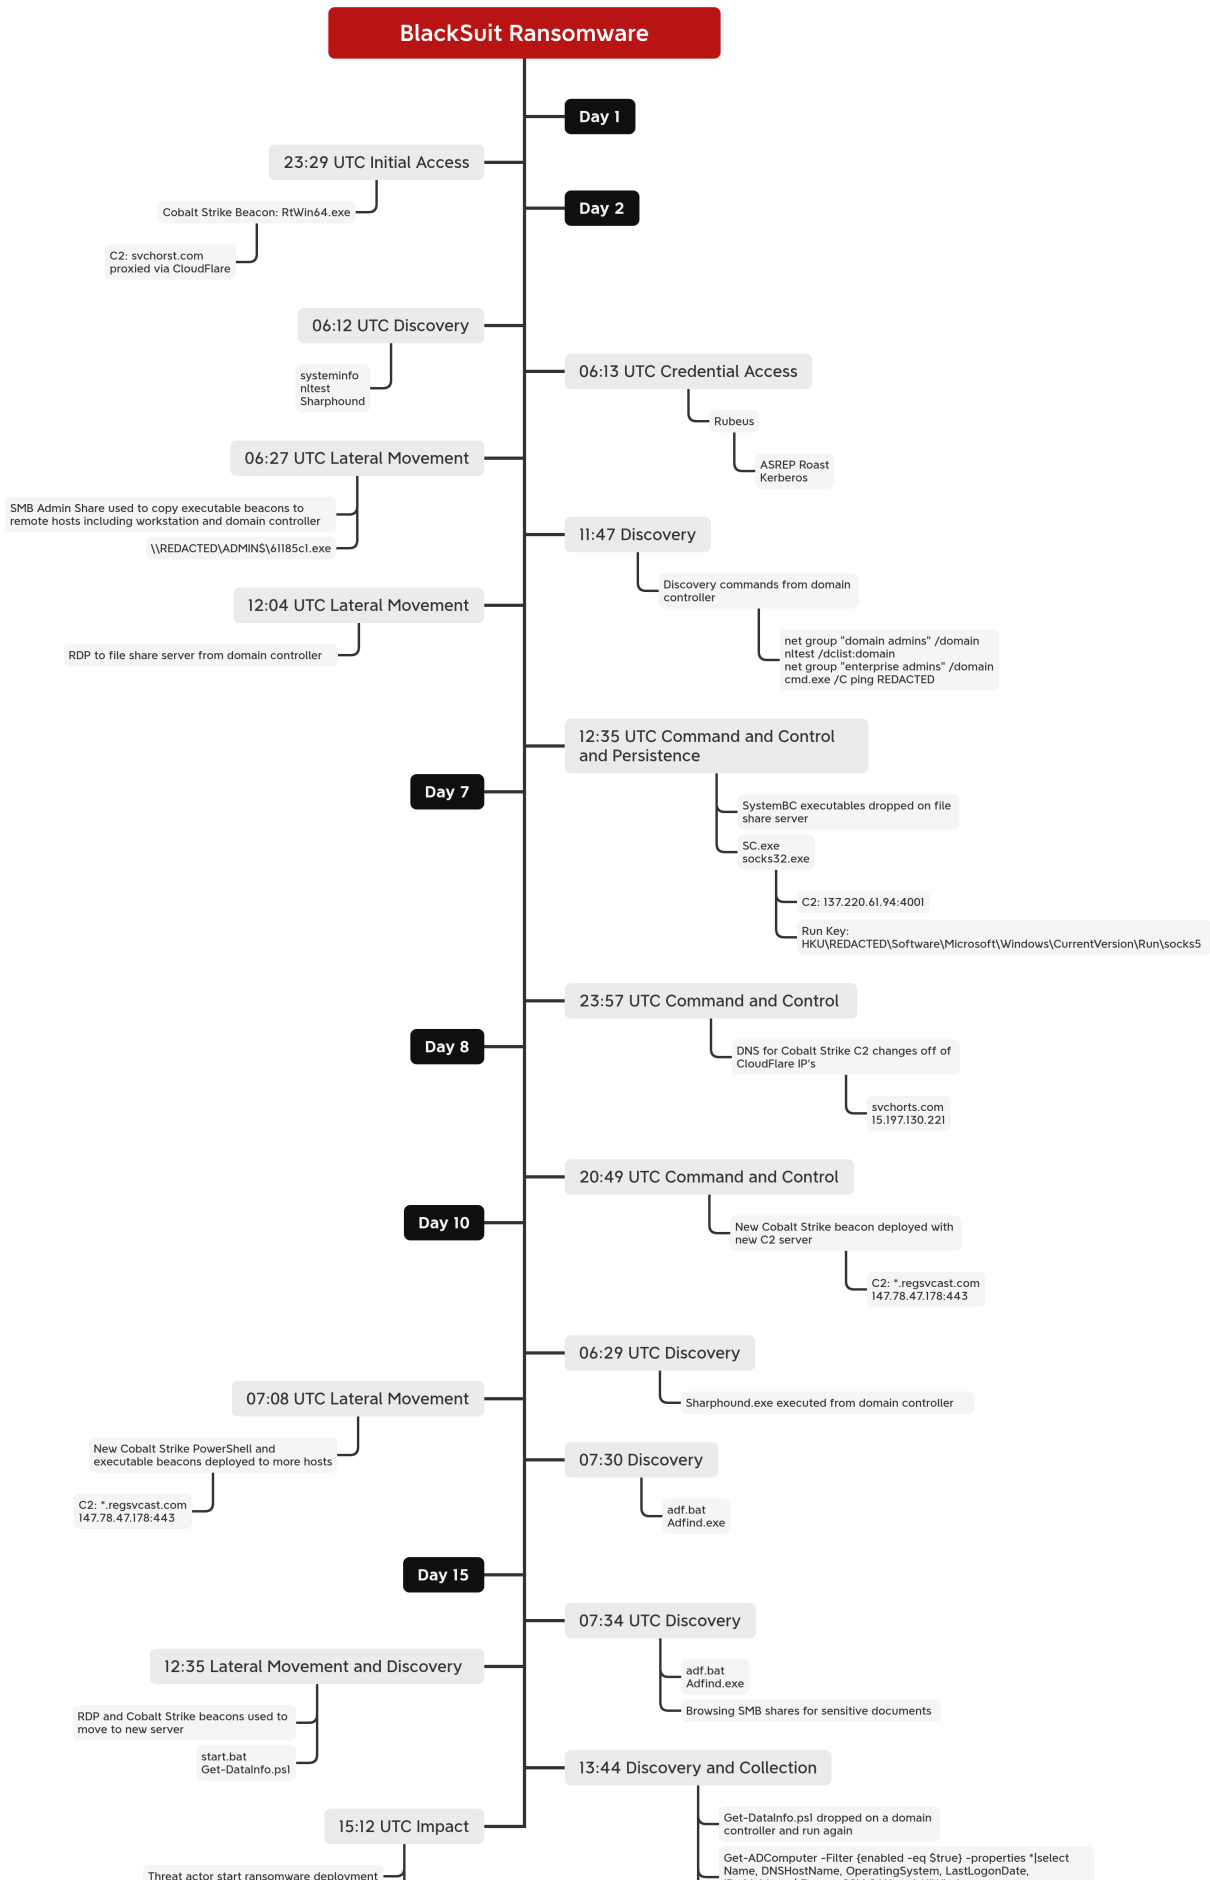 BlackSuit Ransomware
Day 1
23:29 UTC Initial Access
Cobalt Strike Beacon: RtWin64.exe
C2: svchorst.com
proxied via CloudFlare
Day 2
06:12 UTC Discovery
systeminfo
nltest
Sharphound
06:13 UTC Credential Access
Rubeus
ASREP Roast
Kerberos
06:27 UTC Lateral Movement
SMB Admin Share used to copy executable beacons to
remote hosts including workstation and domain controller
\\REDACTED\ADMIN$\61185c1.exe
11:47 Discovery
Discovery commands from domain
controller
net group "domain admins" /domain
nltest /dclist:domain
net group "enterprise admins" /domain
cmd.exe /C ping REDACTED
12:04 UTC Lateral Movement
RDP to file share server from domain controller
12:35 UTC Command and Control
and Persistence
SystemBC executables dropped on file
share server
SC.exe
socks32.exe
C2: 137.220.61.94:4001
Run Key:
HKU\REDACTED\Software\Microsoft\Windows\CurrentVersion\Run\socks5
Day 7
23:57 UTC Command and Control
DNS for Cobalt Strike C2 changes off of
CloudFlare IP's
svchorts.com
15.197.130.221
Day 8
20:49 UTC Command and Control
New Cobalt Strike beacon deployed with
new C2 server
C2: *.regsvcast.com
147.78.47.178:443
Day 10
06:29 UTC Discovery
Sharphound.exe executed from domain controller
07:08 UTC Lateral Movement
New Cobalt Strike PowerShell and
executable beacons deployed to more hosts
C2: *.regsvcast.com
147.78.47.178:443
07:30 Discovery
adf.bat
Adfind.exe
Day 15
07:34 UTC Discovery
adf.bat
Adfind.exe
Browsing SMB shares for sensitive documents
12:35 Lateral Movement and Discovery
RDP and Cobalt Strike beacons used to
move to new server
start.bat
Get-DataInfo.ps1
13:44 Discovery and Collection
Get-DataInfo.ps1 dropped on a domain
controller and run again
Get-ADComputer -Filter {enabled -eq $true} -properties *|select
Name, DNSHostName, OperatingSystem, LastLogonDate,
15:12 UTC Impact
Threat actor start ransomware deployment